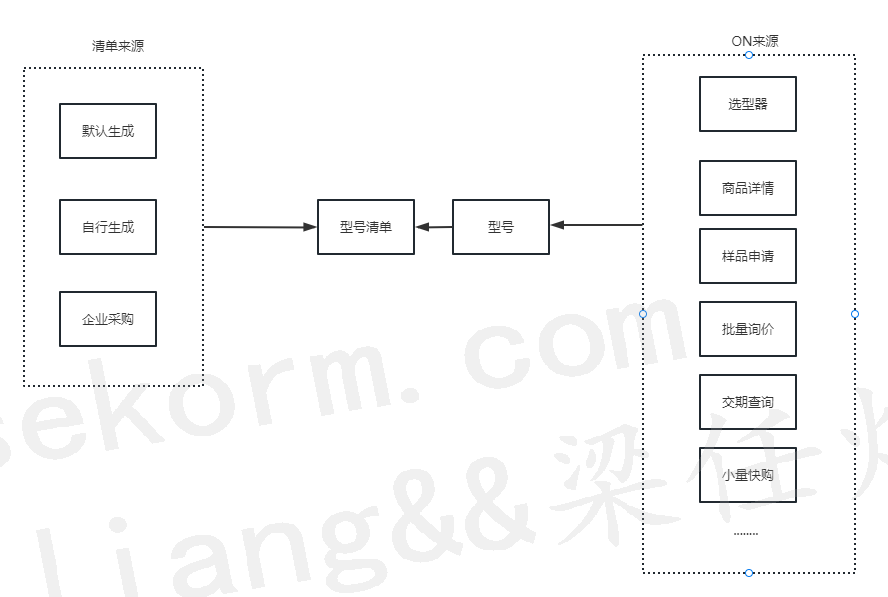 清单来源
默认生成
自行生成
企业采购
型号清单
型号
ON来源
选型器
商品详情
样品申请
批量询价
交期查询
小量快购
........
sekorm.com
liang&&梁任